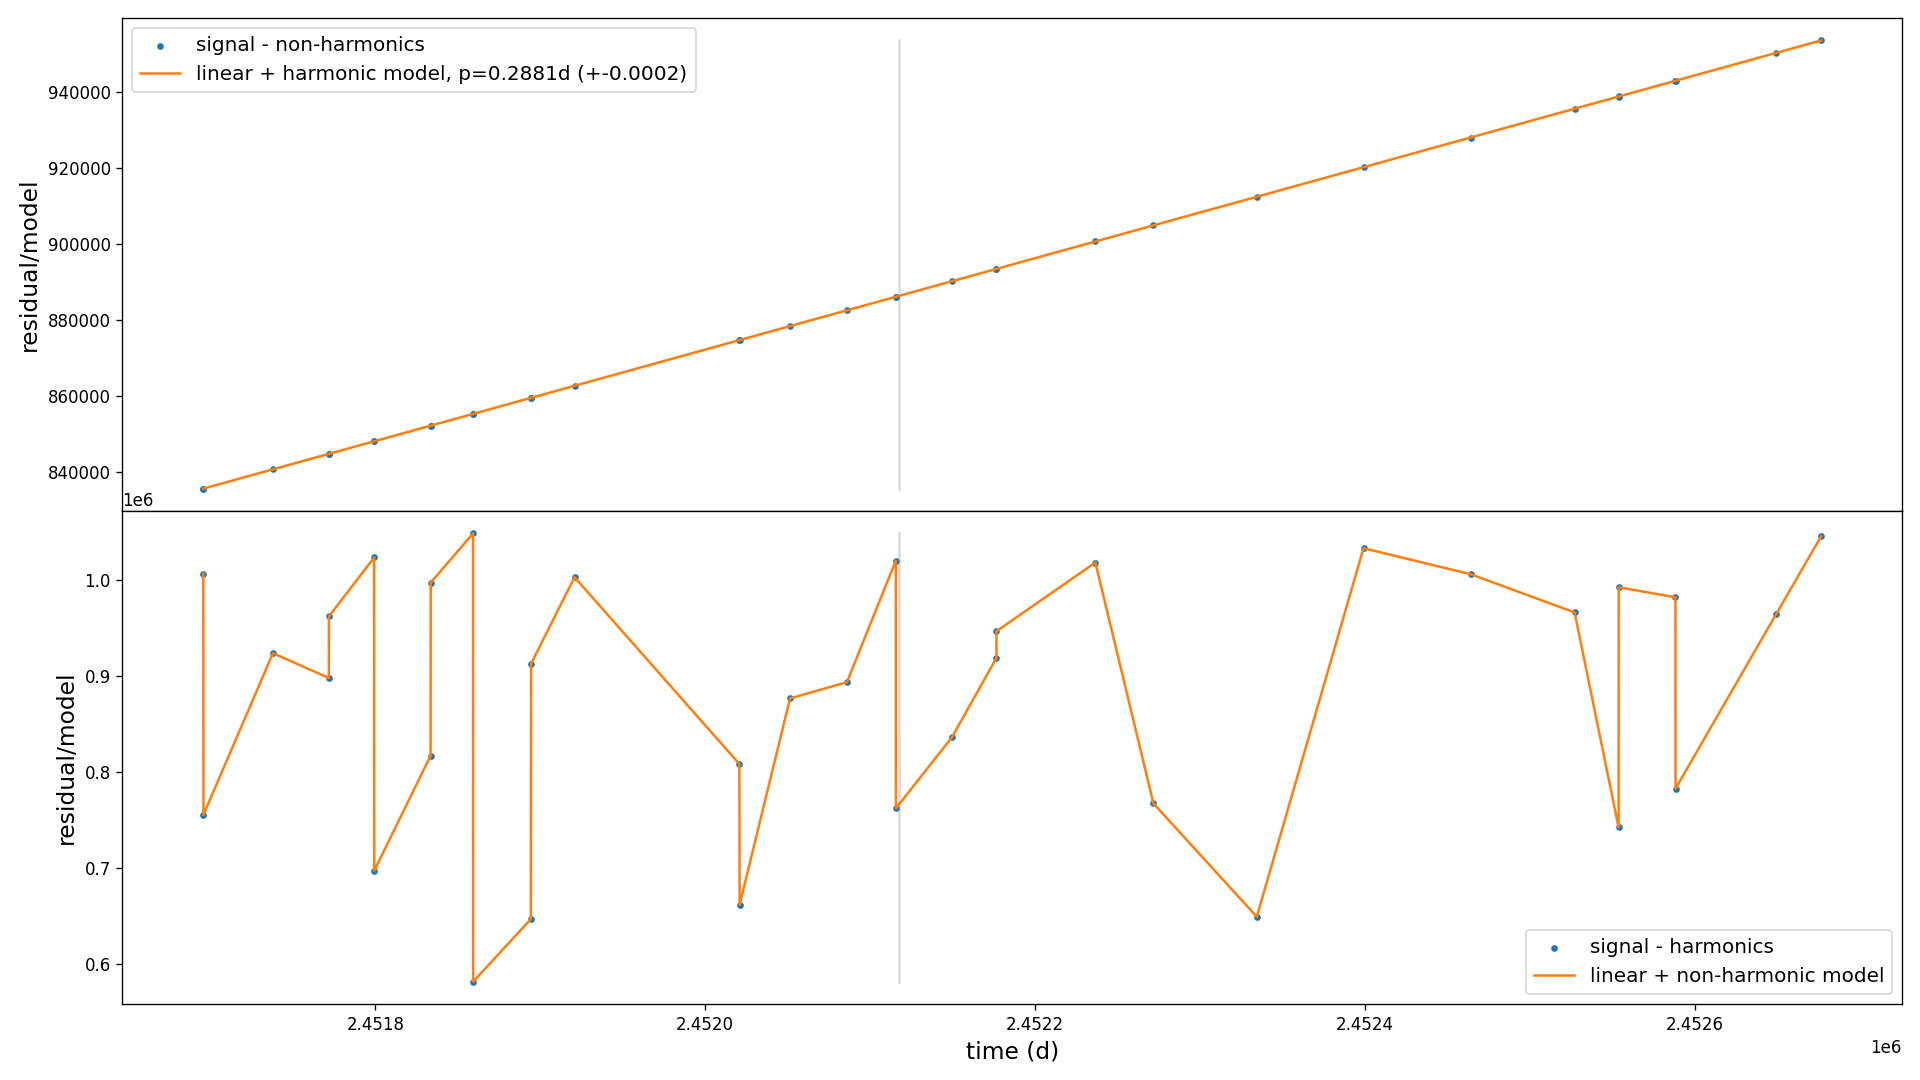 signal - non-harmonics
linear + harmonic model, p=0.2881d (+-0.0002)
940000
920000
900000
880000
860000
840000
residual/model
1e6
1.0
0.9
0.8
0.7
0.6
residual/model
signal - harmonics
linear + non-harmonic model
2.4518
2.4520
2.4522
2.4524
2.4526
time (d)
1e6